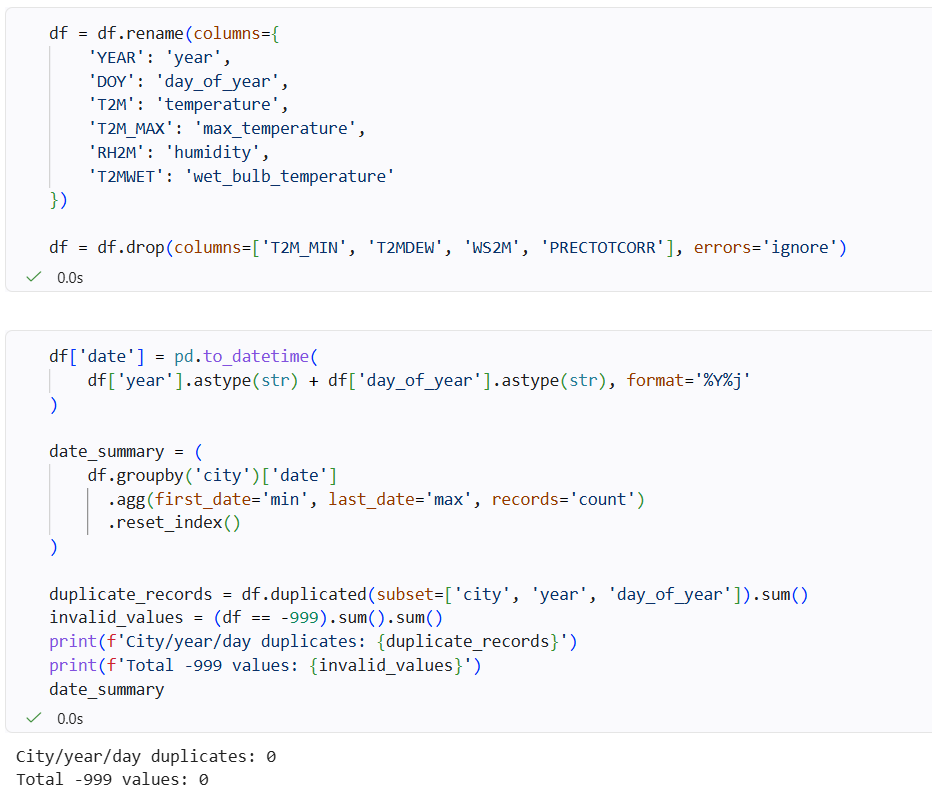 df = df.rename(columns={
    'YEAR': 'year',
    'DOY': 'day_of_year',
    'T2M': 'temperature',
    'T2M_MAX': 'max_temperature',
    'RH2M': 'humidity',
    'T2MWET': 'wet_bulb_temperature'
})

df = df.drop(columns=['T2M_MIN', 'T2MDEW', 'WS2M', 'PRECTOTCORR'], errors='ignore')
✓ 0.0s

df['date'] = pd.to_datetime(
    df['year'].astype(str) + df['day_of_year'].astype(str), format='%Y%j'
)

date_summary = (
    df.groupby('city')['date']
      .agg(first_date='min', last_date='max', records='count')
      .reset_index()
)

duplicate_records = df.duplicated(subset=['city', 'year', 'day_of_year']).sum()
invalid_values = (df == -999).sum().sum()
print(f'City/year/day duplicates: {duplicate_records}')
print(f'Total -999 values: {invalid_values}')
date_summary
✓ 0.0s
City/year/day duplicates: 0
Total -999 values: 0